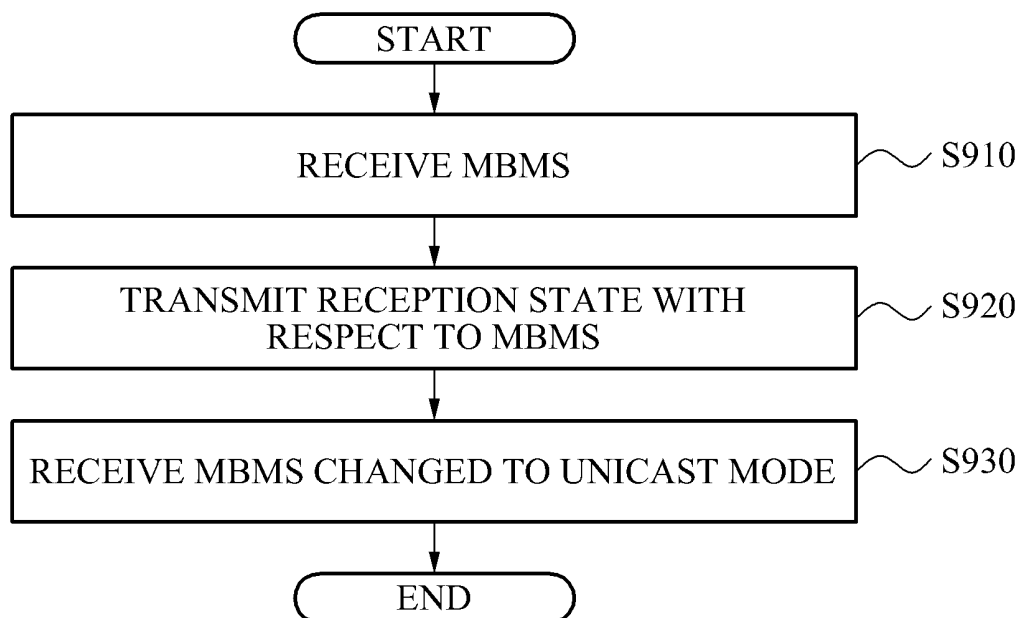 START
RECEIVE MBMS
S910
TRANSMIT RECEPTION STATE WITH
RESPECT TO MBMS
S920
RECEIVE MBMS CHANGED TO UNICAST MODE
S930
END